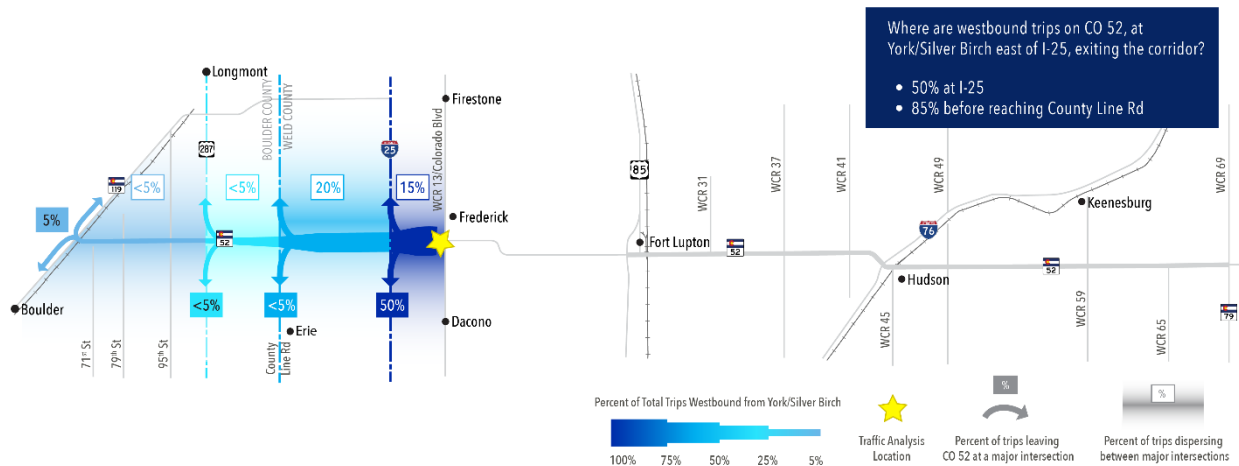 Where are westbound trips on CO 52, at
York/Silver Birch east of I-25, exiting the corridor?
• 50% at I-25
• 85% before reaching County Line Rd
Longmont
BOULDER COUNTY
WELD COUNTY
Firestone
WCR 13/Colorado Blvd
287
25
119
<5%
<5%
20%
15%
5%
52
Frederick
<5%
<5%
50%
Boulder
Erie
Dacono
71st St
79th St
95th St
County
Line Rd
85
WCR 31
WCR 37
WCR 41
WCR 49
WCR 69
Keenesburg
76
Fort Lupton
52
52
Hudson
WCR 45
WCR 59
WCR 65
79
Percent of Total Trips Westbound from York/Silver Birch
100%
75%
50%
25%
5%
Traffic Analysis
Location
%
Percent of trips leaving
CO 52 at a major intersection
%
Percent of trips dispersing
between major intersections